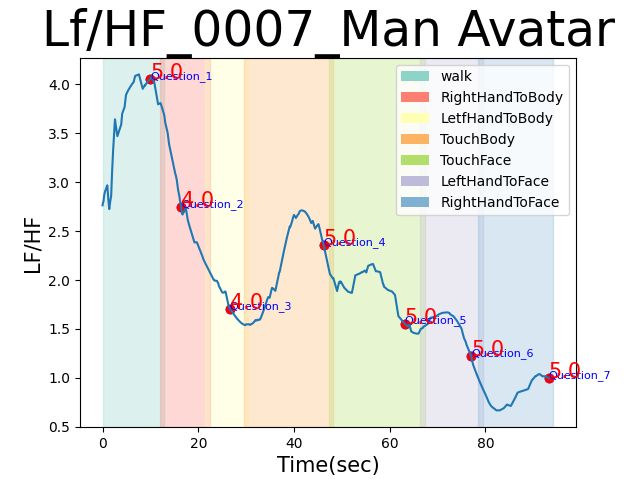 Lf/HF_0007_Man Avatar
LF/HF
4.0
3.5
3.0
2.5
2.0
1.5
1.0
0.5
0
20
40
60
80
Time(sec)
walk
RightHandToBody
LetfHandToBody
TouchBody
TouchFace
LeftHandToFace
RightHandToFace
5.0
Question_1
4.0
Question_2
4.0
Question_3
5.0
Question_4
5.0
Question_5
5.0
Question_6
5.0
Question_7